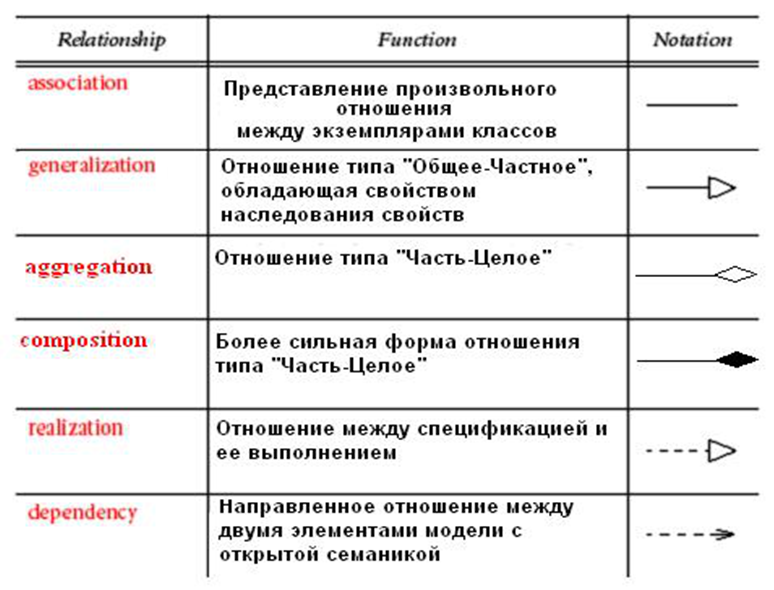 Relationship Function Notation
association
Представление произвольного
отношения
между экземплярами классов
generalization
Отношение типа "Общее-Частное",
обладающая свойством
наследования свойств
aggregation
Отношение типа "Часть-Целое"
composition
Более сильная форма отношения
типа "Часть-Целое"
realization
Отношение между спецификацией и
ее выполнением
dependency
Направленное отношение между
двумя элементами модели с
открытой семаникой